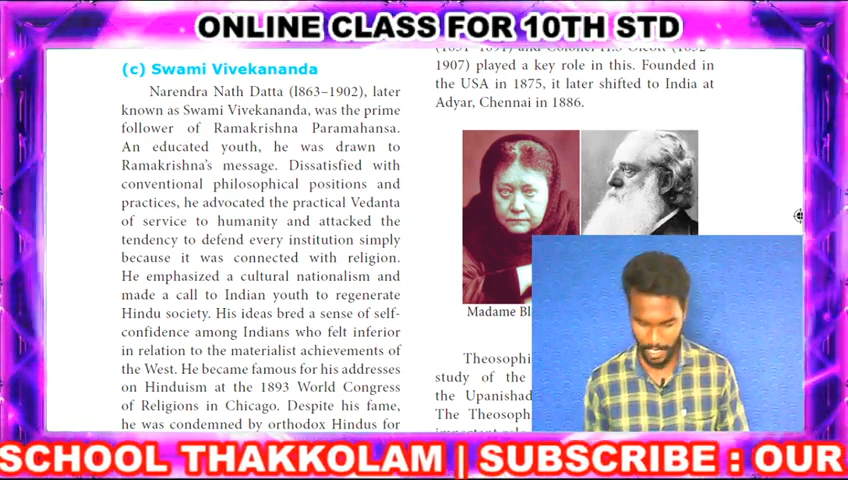 ONLINE CLASS FOR 10TH STD
(c) Swami Vivekananda
Narendra Nath Datta (l863–1902), later
known as Swami Vivekananda, was the prime
follower of Ramakrishna Paramahansa.
An educated youth, he was drawn to
Ramakrishna's message. Dissatisfied with
conventional philosophical positions and
practices, he advocated the practical Vedanta
of service to humanity and attacked the
tendency to defend every institution simply
because it was connected with religion.
He emphasized a cultural nationalism and
made a call to Indian youth to regenerate
Hindu society. His ideas bred a sense of self-
confidence among Indians who felt inferior
in relation to the materialist achievements of
the West. He became famous for his addresses
on Hinduism at the 1893 World Congress
of Religions in Chicago. Despite his fame,
he was condemned by orthodox Hindus for
and Colonel
1907) played a key role in this. Founded in
the USA in 1875, it later shifted to India at
Adyar, Chennai in 1886.
Madame Bl
Theosophi
study of the
the Upanishad
The Theosoph
SCHOOL THAKKOLAM | SUBSCRIBE : OUR